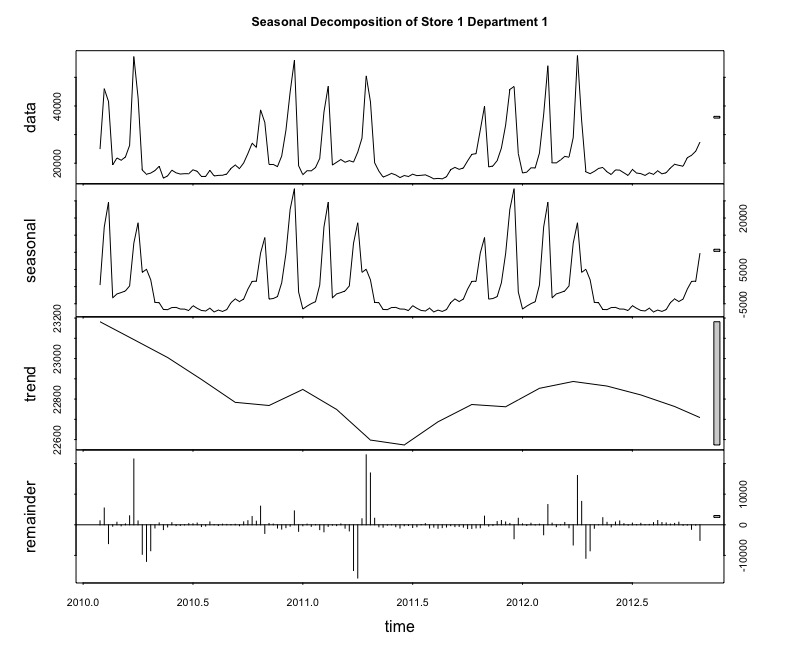 Seasonal Decomposition of Store 1 Department 1
data
20000
40000
seasonal
-5000
5000
20000
trend
22600
22800
23000
23200
remainder
-10000
0
10000
2010.0 2010.5 2011.0 2011.5 2012.0 2012.5
time